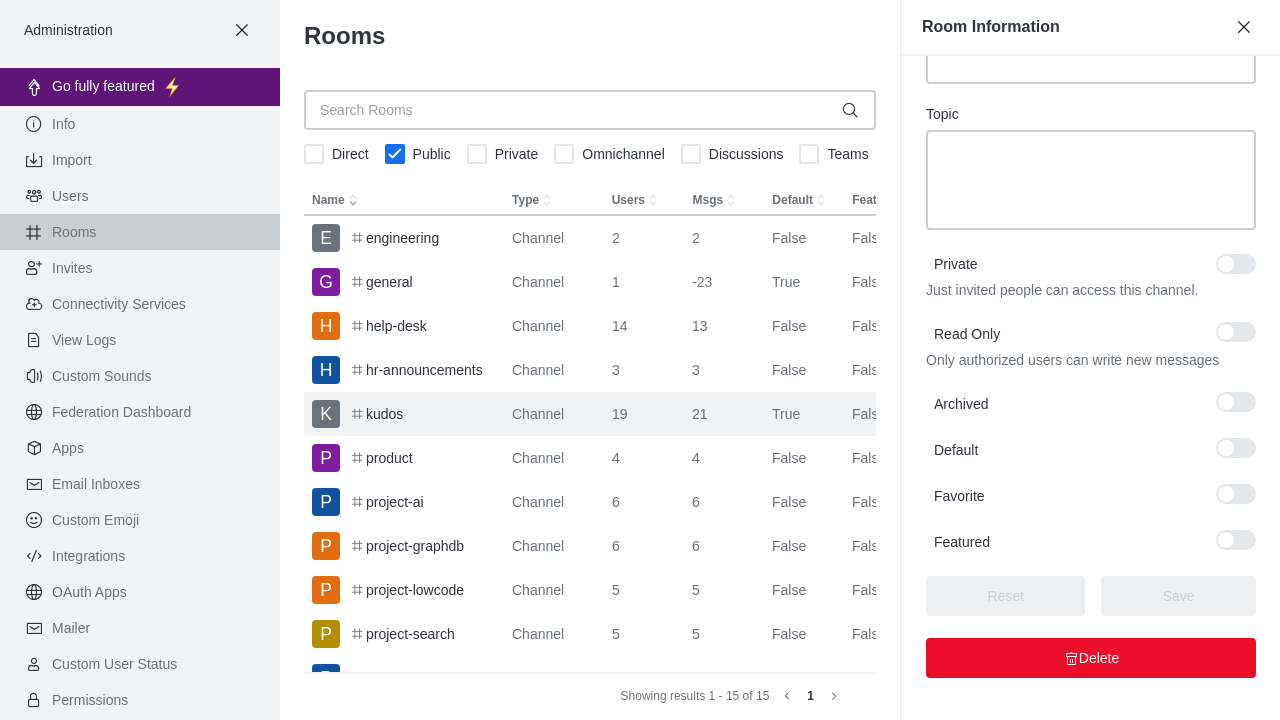 Administration
Go fully featured
Info
Import
Users
Rooms
Invites
Connectivity Services
View Logs
Custom Sounds
Federation Dashboard
Apps
Email Inboxes
Custom Emoji
Integrations
OAuth Apps
Mailer
Custom User Status
Permissions
Rooms
Search Rooms
Direct Public Private Omnichannel Discussions Teams
Name Type Users Msgs Default Feat
E engineering Channel 2 2 False Fals
G general Channel 1 -23 True Fals
H help-desk Channel 14 13 False Fals
H hr-announcements Channel 3 3 False Fals
K kudos Channel 19 21 True Fals
P product Channel 4 4 False Fals
P project-ai Channel 6 6 False Fals
P project-graphdb Channel 6 6 False Fals
P project-lowcode Channel 5 5 False Fals
P project-search Channel 5 5 False Fals
Showing results 1 - 15 of 15 1
Room Information
Topic
Private
Just invited people can access this channel.
Read Only
Only authorized users can write new messages
Archived
Default
Favorite
Featured
Reset Save
Delete